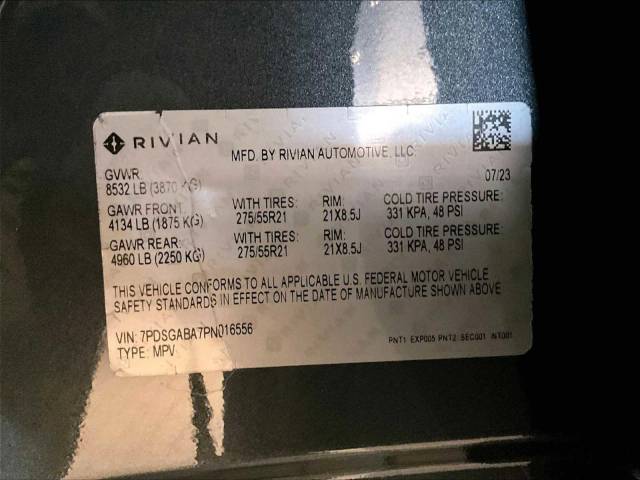 RIVIAN
MFD. BY RIVIAN AUTOMOTIVE, LLC.
GVWR:
8532 LB (3870 KG)
07/23
GAWR FRONT: WITH TIRES: RIM: COLD TIRE PRESSURE:
4134 LB (1875 KG) 275/55R21 21X8.5J 331 KPA, 48 PSI
GAWR REAR: WITH TIRES: RIM: COLD TIRE PRESSURE:
4960 LB (2250 KG) 275/55R21 21X8.5J 331 KPA, 48 PSI
THIS VEHICLE CONFORMS TO ALL APPLICABLE U.S. FEDERAL MOTOR VEHICLE
SAFETY STANDARDS IN EFFECT ON THE DATE OF MANUFACTURE SHOWN ABOVE
VIN: 7PDSGABA7PN016556
TYPE: MPV
PNT1: EXP005 PNT2: SEC001 INT001